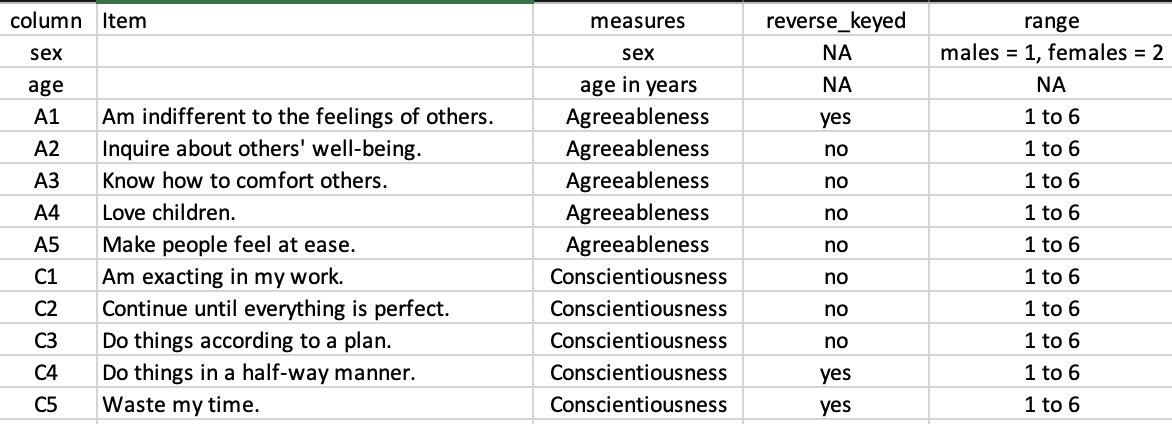 column Item measures reverse_keyed range
sex sex NA males = 1, females = 2
age age in years NA NA
A1 Am indifferent to the feelings of others. Agreeableness yes 1 to 6
A2 Inquire about others' well-being. Agreeableness no 1 to 6
A3 Know how to comfort others. Agreeableness no 1 to 6
A4 Love children. Agreeableness no 1 to 6
A5 Make people feel at ease. Agreeableness no 1 to 6
C1 Am exacting in my work. Conscientiousness no 1 to 6
C2 Continue until everything is perfect. Conscientiousness no 1 to 6
C3 Do things according to a plan. Conscientiousness no 1 to 6
C4 Do things in a half-way manner. Conscientiousness yes 1 to 6
C5 Waste my time. Conscientiousness yes 1 to 6